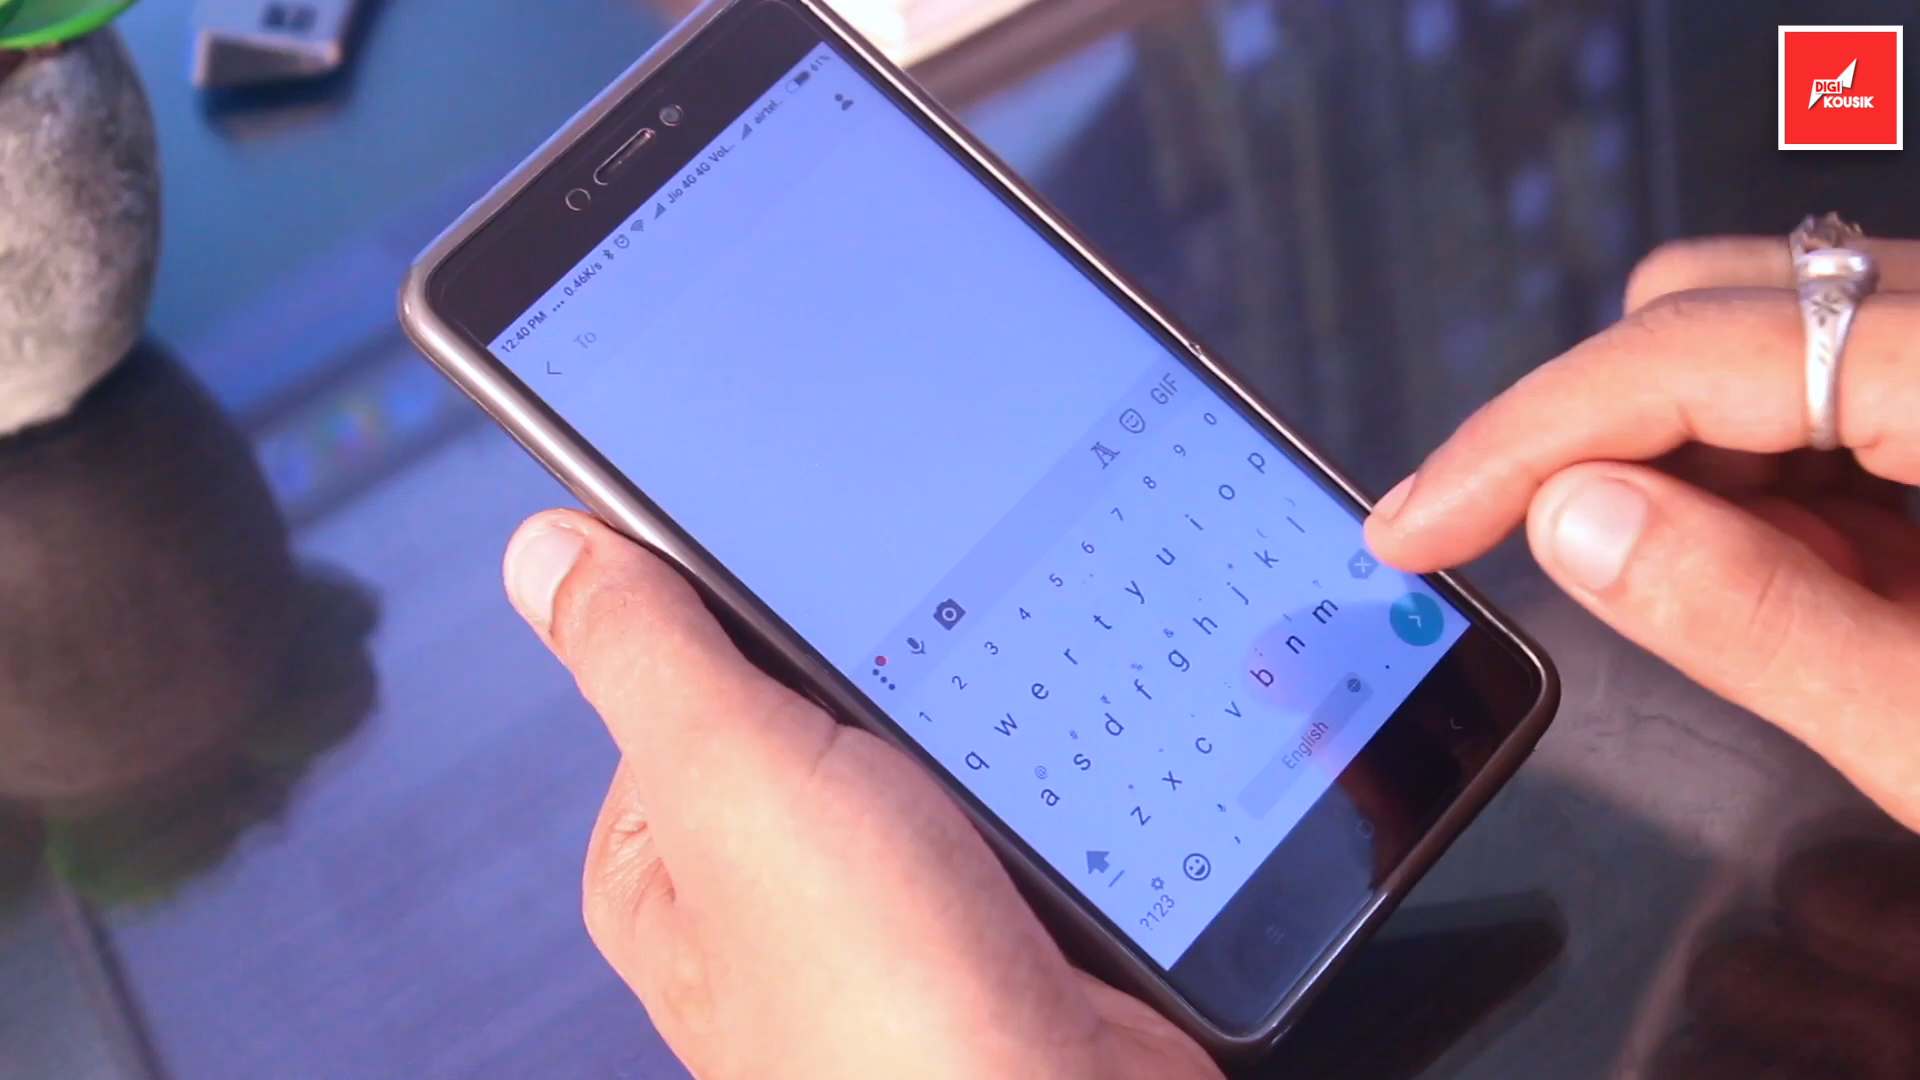 DIGI
KOUSIK
12:40 PM ... 0.46K/s Jio 4G 4G VoL... airtel... 61%
To
GIF
1 2 3 4 5 6 7 8 9 0
q w e r t y u i o p
@
a s d f g h j k l
z x c v b n m
?123 , English .